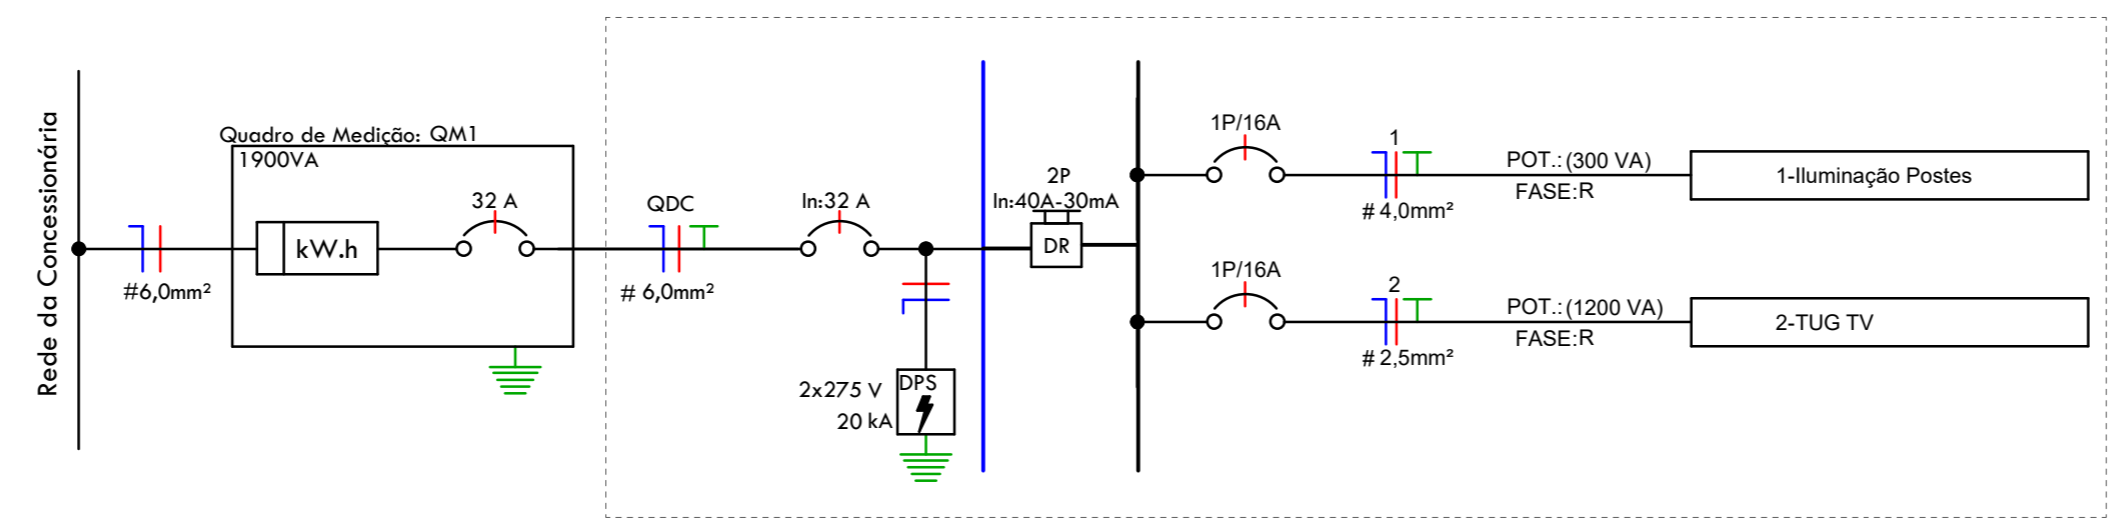 Rede da Concessionária
#6,0mm²
Quadro de Medição: QM1
1900VA
kW.h
32 A
QDC
# 6,0mm²
In:32 A
2x275 V
20 kA
DPS
2P
In:40A-30mA
DR
1P/16A
1
# 4,0mm²
POT.: (300 VA)
FASE:R
1-Iluminação Postes
1P/16A
2
# 2,5mm²
POT.: (1200 VA)
FASE:R
2-TUG TV